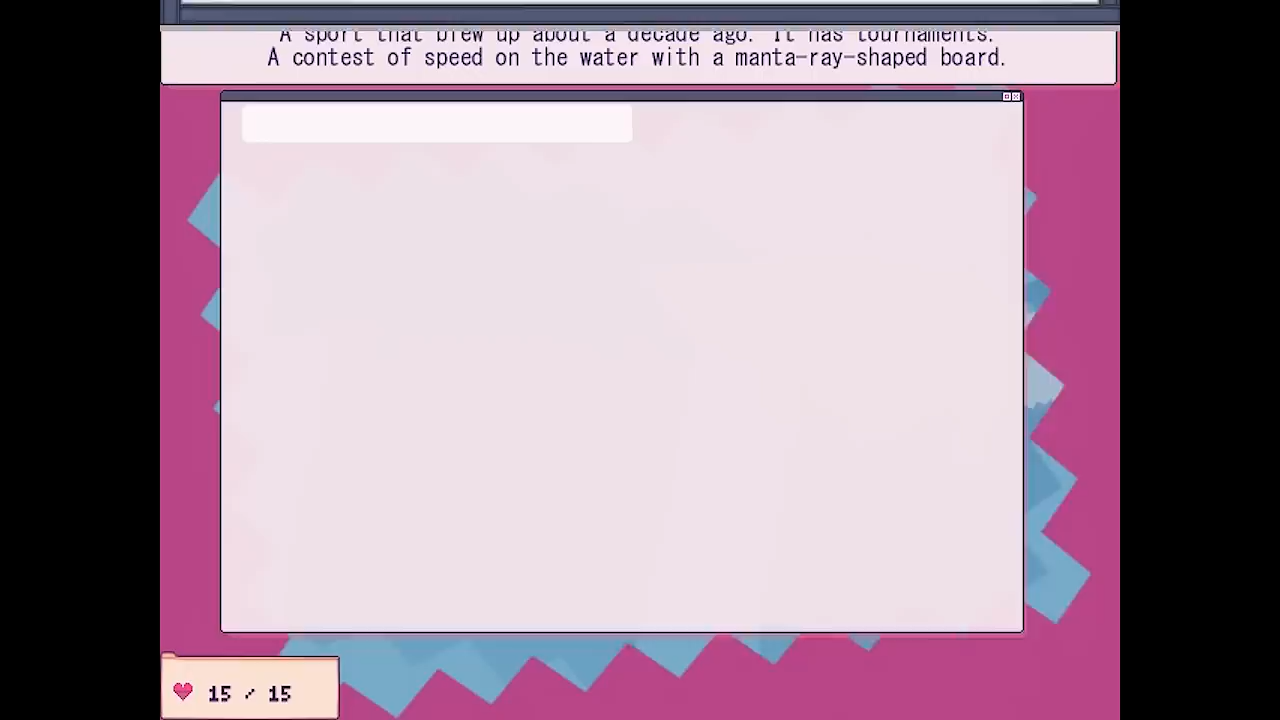 A sport that blew up about a decade ago. It has tournaments.
A contest of speed on the water with a manta-ray-shaped board.
15 / 15